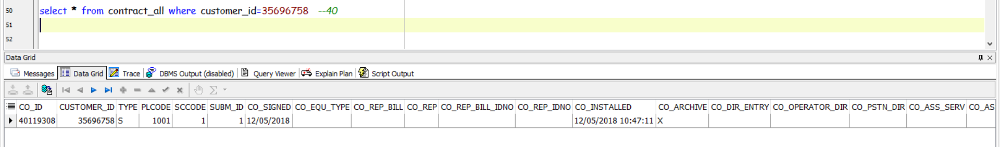 50 select * from contract_all where customer_id=35696758 --40
51
52
Data Grid
Messages Data Grid Trace DBMS Output (disabled) Query Viewer Explain Plan Script Output
CO_ID CUSTOMER_ID TYPE PLCODE SCCODE SUBM_ID CO_SIGNED CO_EQU_TYPE CO_REP_BILL CO_REP CO_REP_BILL_IDNO CO_REP_IDNO CO_INSTALLED CO_ARCHIVE CO_DIR_ENTRY CO_OPERATOR_DIR CO_PSTN_DIR CO_ASS_SERV CO_AS
40119308 35696758 S 1001 1 1 12/05/2018 12/05/2018 10:47:11 X